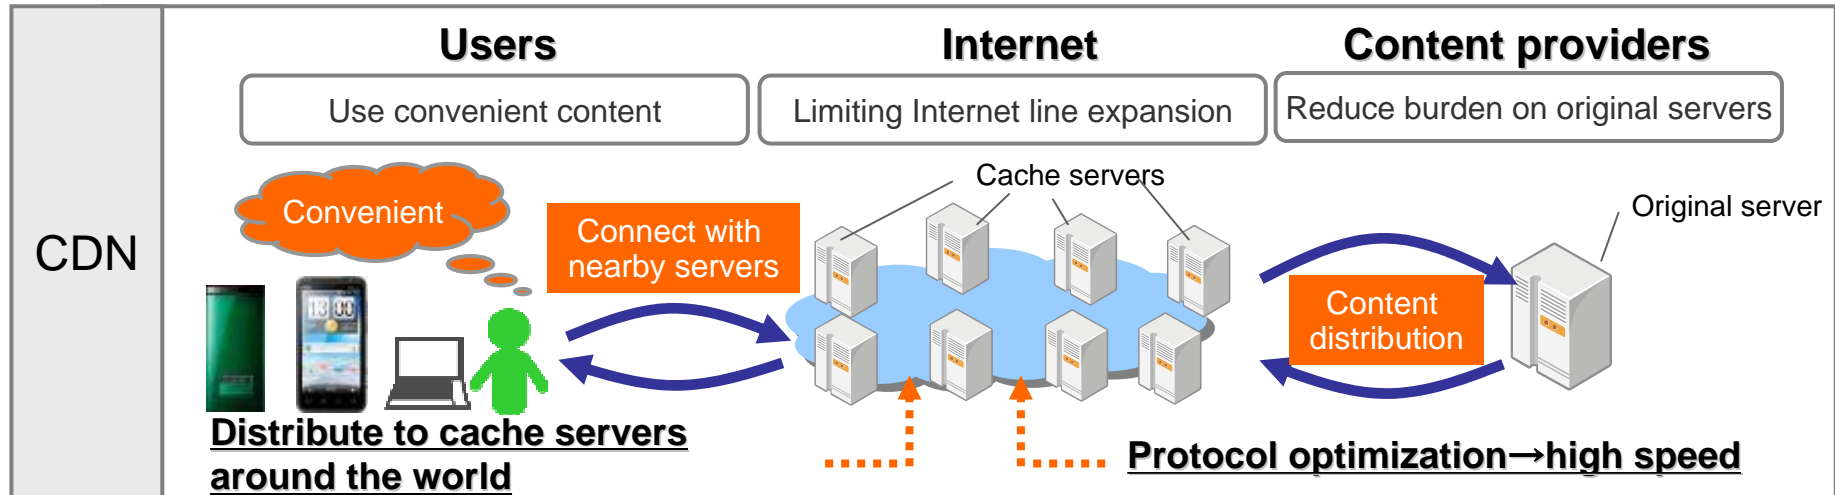 CDN
Users
Internet
Content providers
Use convenient content
Limiting Internet line expansion
Reduce burden on original servers
Cache servers
Original server
Convenient
Connect with
nearby servers
13 00
Content
distribution
Distribute to cache servers
around the world
Protocol optimization→high speed